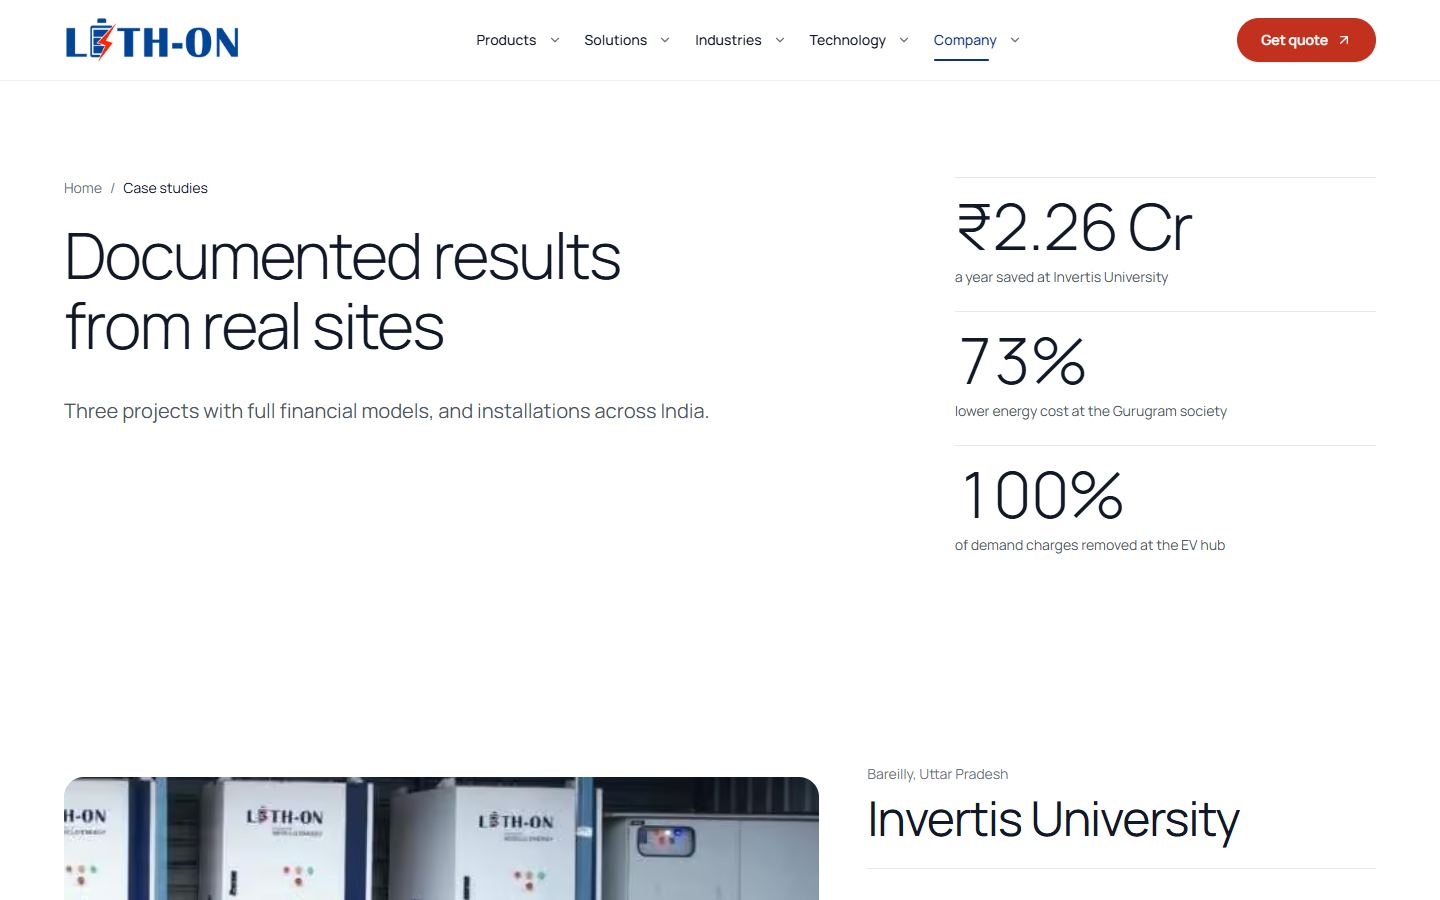 LITH-ON
Products
Solutions
Industries
Technology
Company
Get quote
Home / Case studies
Documented results
from real sites
Three projects with full financial models, and installations across India.
₹2.26 Cr
a year saved at Invertis University
73%
lower energy cost at the Gurugram society
100%
of demand charges removed at the EV hub
H-ON
LITH-ON
LITH-ON
Bareilly, Uttar Pradesh
Invertis University